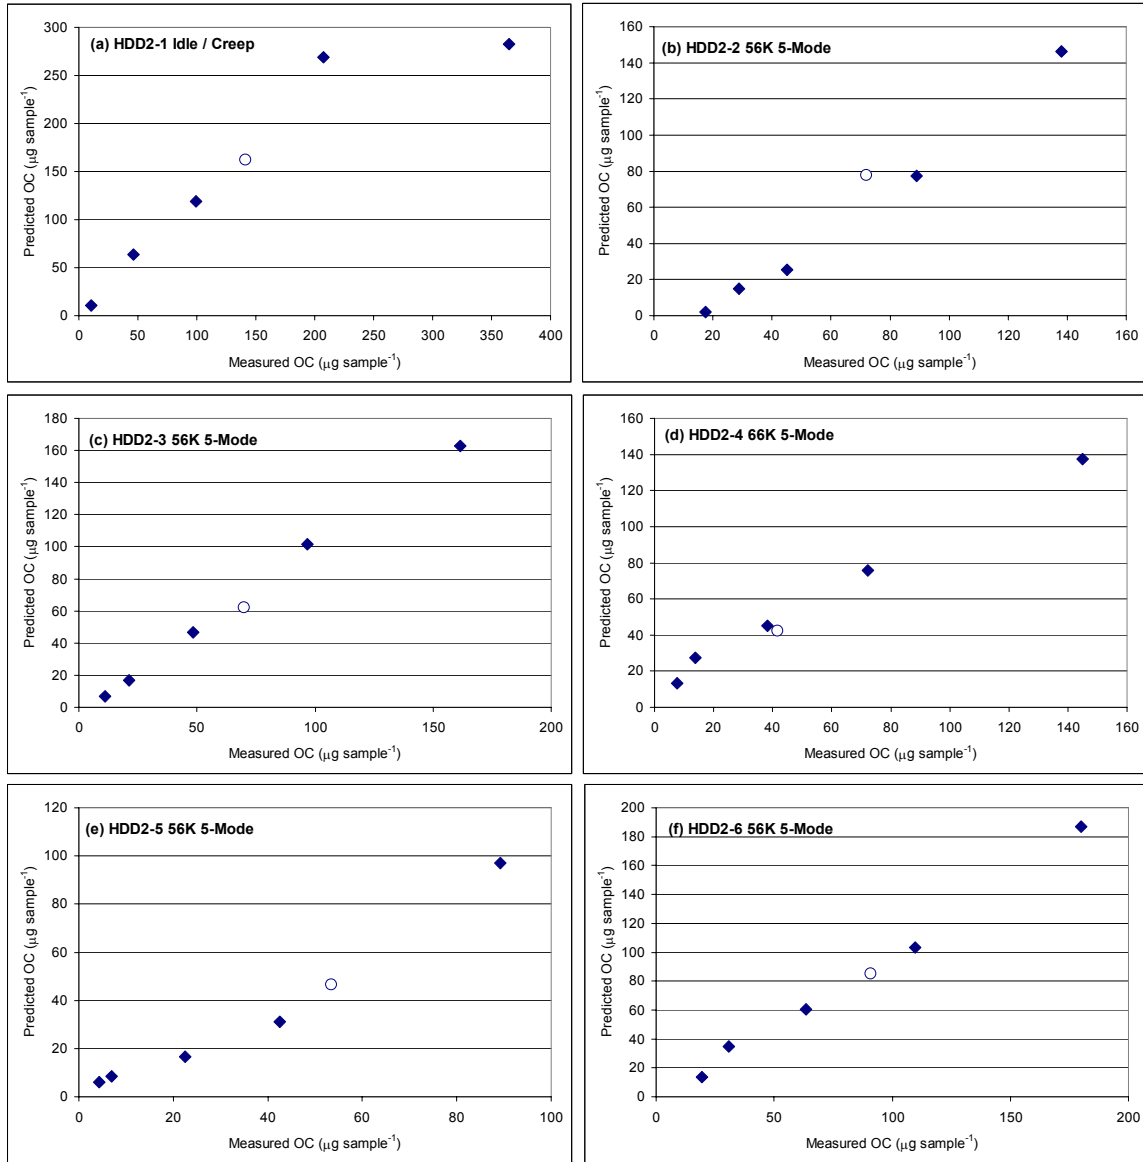 (a) HDD2-1 Idle / Creep
Predicted OC (μg sample⁻¹)
300
250
200
150
100
50
0
0 50 100 150 200 250 300 350 400
Measured OC (μg sample⁻¹)
(b) HDD2-2 56K 5-Mode
Predicted OC (μg sample⁻¹)
160
140
120
100
80
60
40
20
0
0 20 40 60 80 100 120 140 160
Measured OC (μg sample⁻¹)
(c) HDD2-3 56K 5-Mode
Predicted OC (μg sample⁻¹)
180
160
140
120
100
80
60
40
20
0
0 50 100 150 200
Measured OC (μg sample⁻¹)
(d) HDD2-4 66K 5-Mode
Predicted OC (μg sample⁻¹)
160
140
120
100
80
60
40
20
0
0 20 40 60 80 100 120 140 160
Measured OC (μg sample⁻¹)
(e) HDD2-5 56K 5-Mode
Predicted OC (μg sample⁻¹)
120
100
80
60
40
20
0
0 20 40 60 80 100
Measured OC (μg sample⁻¹)
(f) HDD2-6 56K 5-Mode
Predicted OC (μg sample⁻¹)
200
180
160
140
120
100
80
60
40
20
0
0 50 100 150 200
Measured OC (μg sample⁻¹)